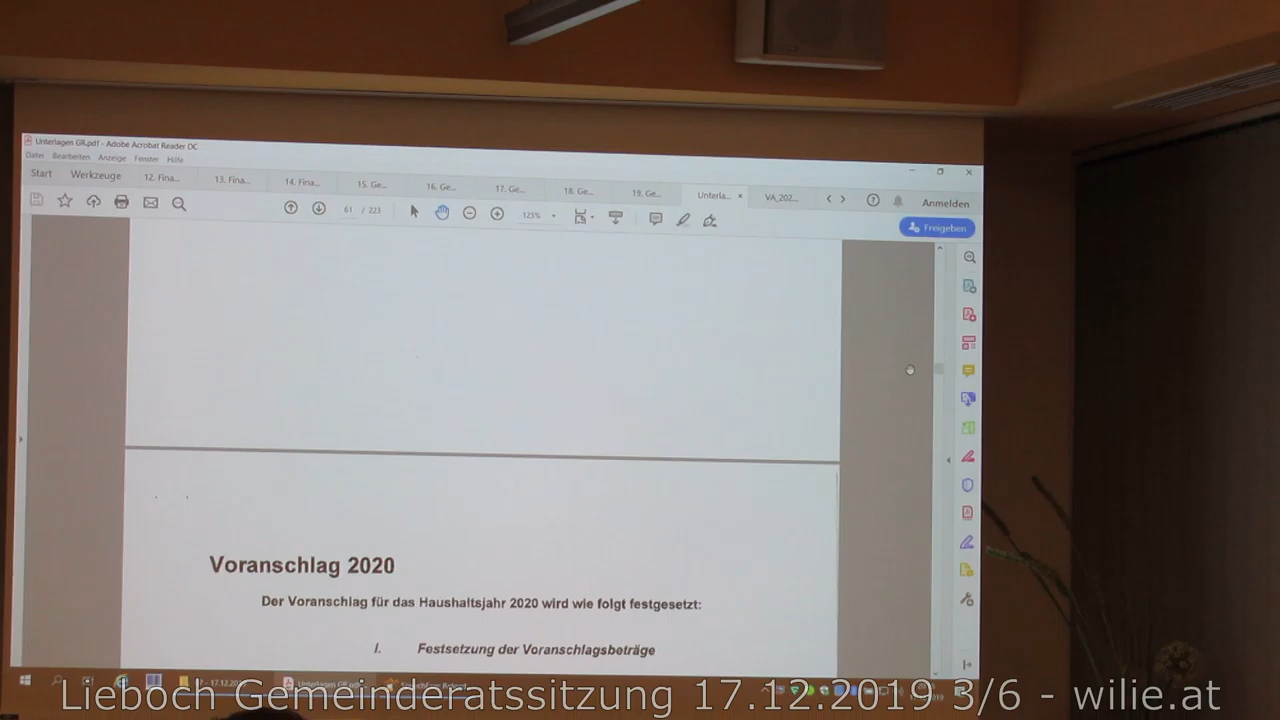 Unterlagen GR.pdf - Adobe Acrobat Reader DC
Datei Bearbeiten Anzeige Fenster Hilfe
Start Werkzeuge 12. Fina... 13. Fina... 14. Fina... 15. Ge... 16. Ge... 17. Ge... 18. Ge... 19. Ge... Unterla... × VA_202...
Anmelden
61 / 223 125%
Freigeben
Voranschlag 2020
Der Voranschlag für das Haushaltsjahr 2020 wird wie folgt festgesetzt:
I. Festsetzung der Voranschlagsbeträge
Unterlagen GR.pdf
Lieboch Gemeinderatssitzung 17.12.2019 3/6 - wilie.at